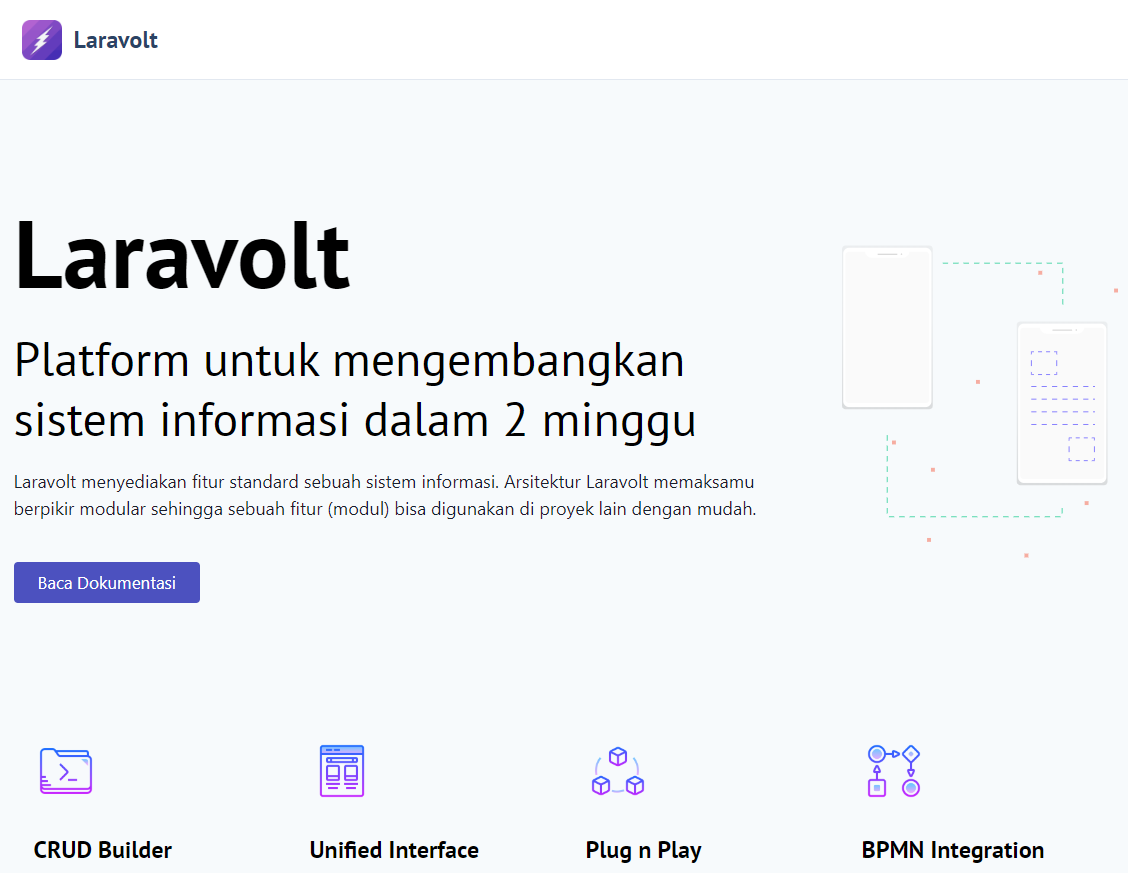 Laravolt
Laravolt
Platform untuk mengembangkan
sistem informasi dalam 2 minggu
Laravolt menyediakan fitur standard sebuah sistem informasi. Arsitektur Laravolt memaksamu
berpikir modular sehingga sebuah fitur (modul) bisa digunakan di proyek lain dengan mudah.
Baca Dokumentasi
CRUD Builder
Unified Interface
Plug n Play
BPMN Integration